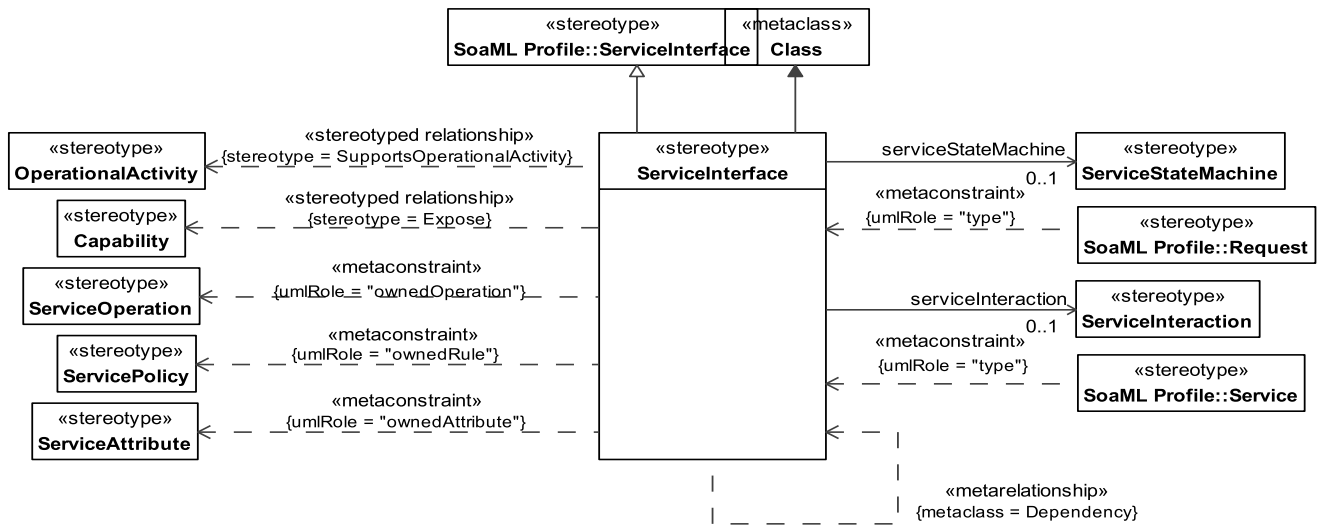 «stereotype»
SoaML Profile::ServiceInterface
«metaclass»
Class
«stereotyped relationship»
{stereotype = SupportsOperationalActivity}
«stereotype»
OperationalActivity
«stereotyped relationship»
{stereotype = Expose}
«stereotype»
Capability
«metaconstraint»
{umlRole = "ownedOperation"}
«stereotype»
ServiceOperation
«metaconstraint»
{umlRole = "ownedRule"}
«stereotype»
ServicePolicy
«metaconstraint»
{umlRole = "ownedAttribute"}
«stereotype»
ServiceAttribute
«stereotype»
ServiceInterface
serviceStateMachine
0..1
«stereotype»
ServiceStateMachine
«metaconstraint»
{umlRole = "type"}
«stereotype»
SoaML Profile::Request
serviceInteraction
0..1
«stereotype»
ServiceInteraction
«metaconstraint»
{umlRole = "type"}
«stereotype»
SoaML Profile::Service
«metarelationship»
{metaclass = Dependency}